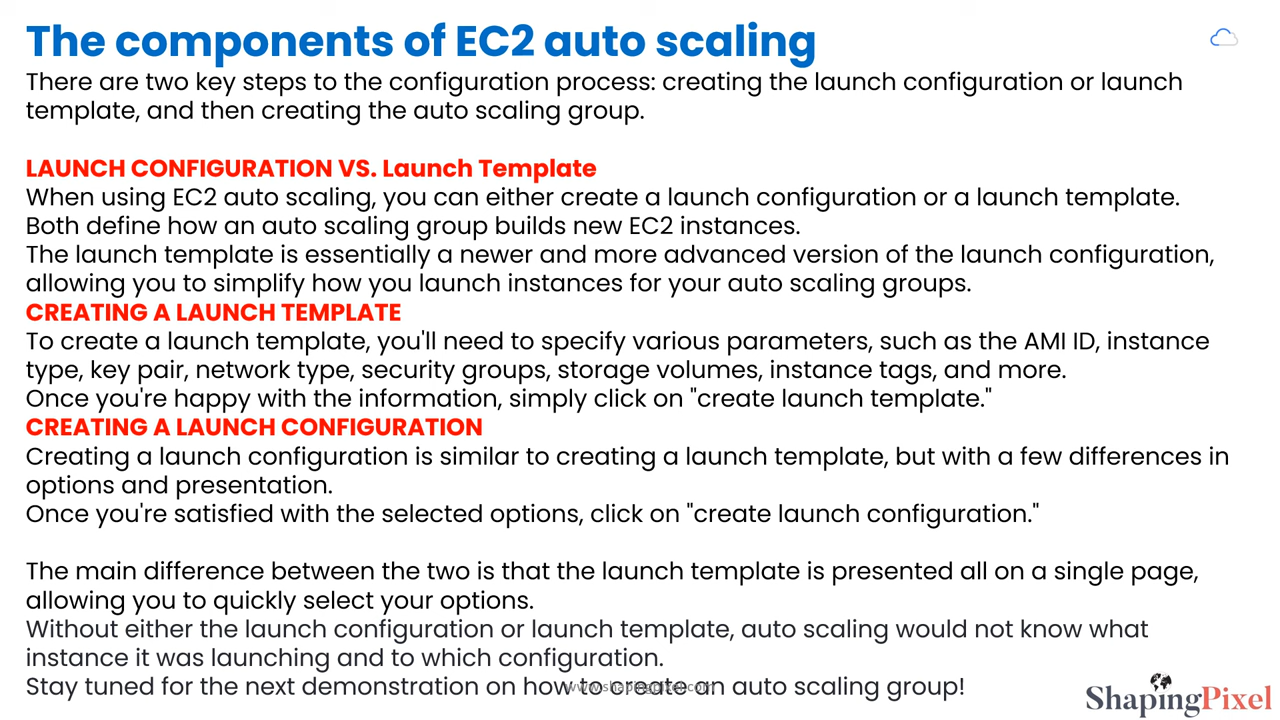 The components of EC2 auto scaling
There are two key steps to the configuration process: creating the launch configuration or launch
template, and then creating the auto scaling group.
LAUNCH CONFIGURATION VS. Launch Template
When using EC2 auto scaling, you can either create a launch configuration or a launch template.
Both define how an auto scaling group builds new EC2 instances.
The launch template is essentially a newer and more advanced version of the launch configuration,
allowing you to simplify how you launch instances for your auto scaling groups.
CREATING A LAUNCH TEMPLATE
To create a launch template, you'll need to specify various parameters, such as the AMI ID, instance
type, key pair, network type, security groups, storage volumes, instance tags, and more.
Once you're happy with the information, simply click on "create launch template."
CREATING A LAUNCH CONFIGURATION
Creating a launch configuration is similar to creating a launch template, but with a few differences in
options and presentation.
Once you're satisfied with the selected options, click on "create launch configuration."
The main difference between the two is that the launch template is presented all on a single page,
allowing you to quickly select your options.
Without either the launch configuration or launch template, auto scaling would not know what
instance it was launching and to which configuration.
Stay tuned for the next demonstration on how to create an auto scaling group!
www.shapingpixel.com
ShapingPixel